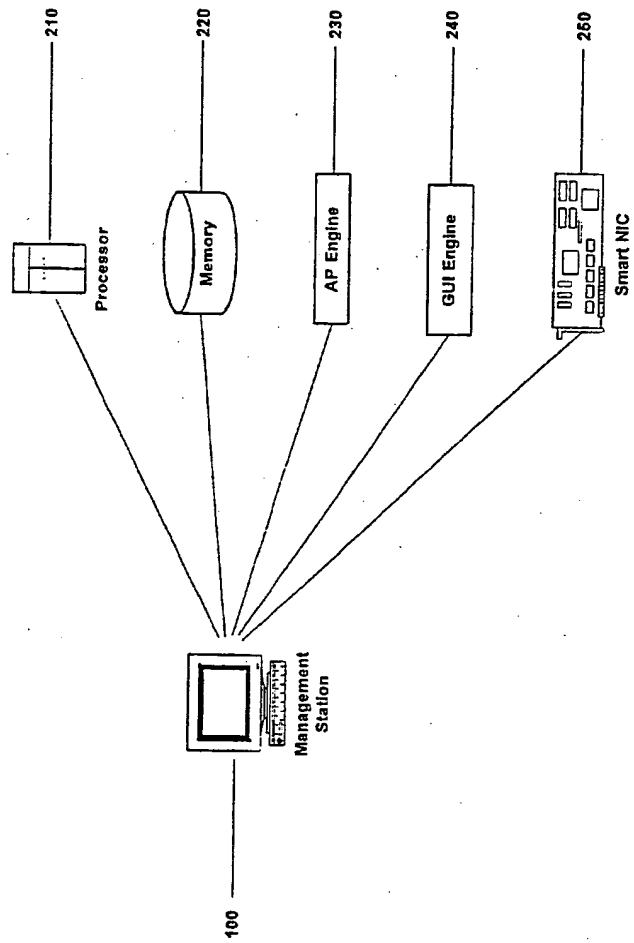 210
Processor
220
Memory
230
AP Engine
240
GUI Engine
250
Smart NIC
Management
Station
100